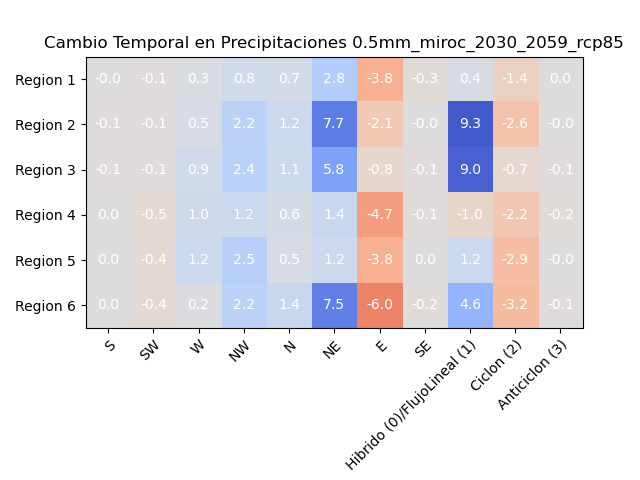 Cambio Temporal en Precipitaciones 0.5mm_miroc_2030_2059_rcp85
Region 1 -0.0 -0.1 0.3 0.8 0.7 2.8 -3.8 -0.3 0.4 -1.4 0.0
Region 2 -0.1 -0.1 0.5 2.2 1.2 7.7 -2.1 -0.0 9.3 -2.6 -0.0
Region 3 -0.1 -0.1 0.9 2.4 1.1 5.8 -0.8 -0.1 9.0 -0.7 -0.1
Region 4 0.0 -0.5 1.0 1.2 0.6 1.4 -4.7 -0.1 -1.0 -2.2 -0.2
Region 5 0.0 -0.4 1.2 2.5 0.5 1.2 -3.8 0.0 1.2 -2.9 -0.0
Region 6 0.0 -0.4 0.2 2.2 1.4 7.5 -6.0 -0.2 4.6 -3.2 -0.1
S
SW
W
NW
N
NE
E
SE
Hibrido (0)/FlujoLineal (1)
Ciclon (2)
Anticiclon (3)